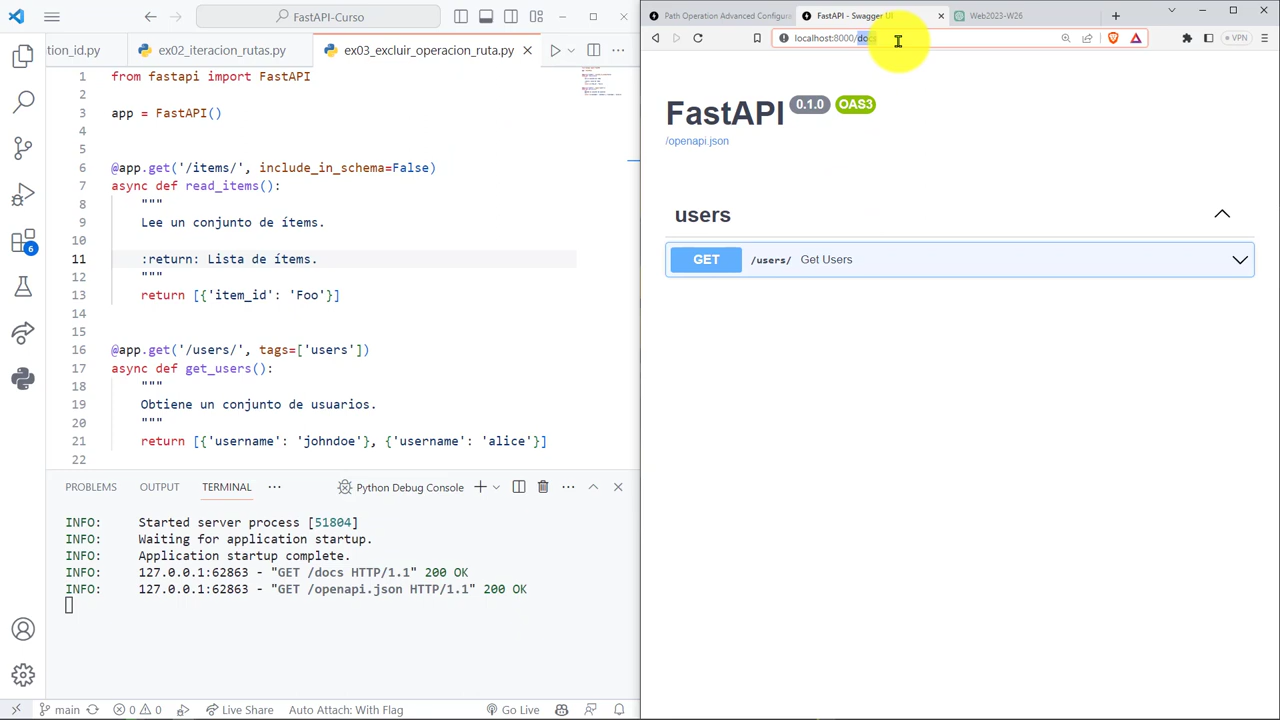 FastAPI-Curso
tion_id.py
ex02_generacion_rutas.py
ex03_excluir_operacion_ruta.py
1 from fastapi import FastAPI
2
3 app = FastAPI()
4
5
6 @app.get('/items/', include_in_schema=False)
7 async def read_items():
8 """
9 Lee un conjunto de ítems.
10
11 :return: Lista de ítems.
12 """
13 return [{'item_id': 'Foo'}]
14
15
16 @app.get('/users/', tags=['users'])
17 async def get_users():
18 """
19 Obtiene un conjunto de usuarios.
20 """
21 return [{'username': 'johndoe'}, {'username': 'alice'}]
22
6
PROBLEMS OUTPUT TERMINAL ··· Python Debug Console
INFO: Started server process [51804]
INFO: Waiting for application startup.
INFO: Application startup complete.
INFO: 127.0.0.1:62863 - "GET /docs HTTP/1.1" 200 OK
INFO: 127.0.0.1:62863 - "GET /openapi.json HTTP/1.1" 200 OK
main 0 0 Live Share Auto Attach: With Flag Go Live
Path Operation Advanced Configura
FastAPI - Swagger UI
Web2023-W26
localhost:8000/docs
VPN
FastAPI 0.1.0 OAS3
/openapi.json
users
GET /users/ Get Users